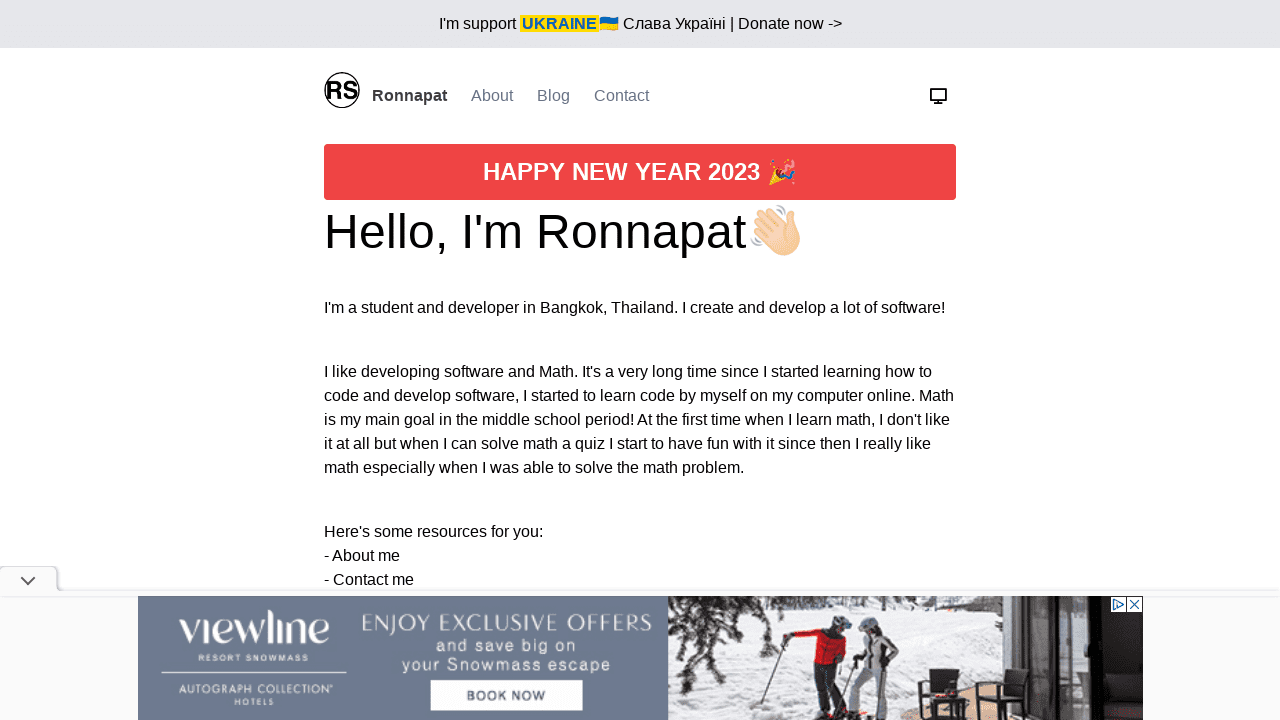 I'm support UKRAINE🇺🇦 Слава Україні | Donate now ->
RS Ronnapat About Blog Contact
HAPPY NEW YEAR 2023 🎉
Hello, I'm Ronnapat👋🏻
I'm a student and developer in Bangkok, Thailand. I create and develop a lot of software!
I like developing software and Math. It's a very long time since I started learning how to
code and develop software, I started to learn code by myself on my computer online. Math
is my main goal in the middle school period! At the first time when I learn math, I don't like
it at all but when I can solve math a quiz I start to have fun with it since then I really like
math especially when I was able to solve the math problem.
Here's some resources for you:
- About me
- Contact me
viewline
RESORT SNOWMASS
AUTOGRAPH COLLECTION®
HOTELS
ENJOY EXCLUSIVE OFFERS
and save big on
your Snowmass escape
BOOK NOW